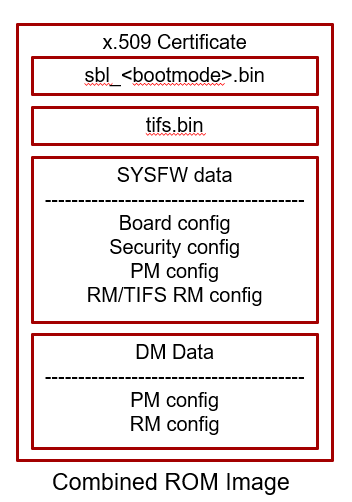 x.509 Certificate
sbl_<bootmode>.bin
tifs.bin
SYSFW data
----------------------------------------
Board config
Security config
PM config
RM/TIFS RM config
DM Data
----------------------------------------
PM config
RM config
Combined ROM Image